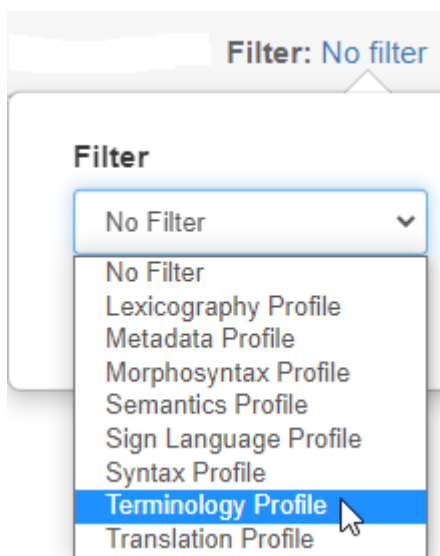 Filter: No filter
Filter
No Filter
No Filter
Lexicography Profile
Metadata Profile
Morphosyntax Profile
Semantics Profile
Sign Language Profile
Syntax Profile
Terminology Profile
Translation Profile